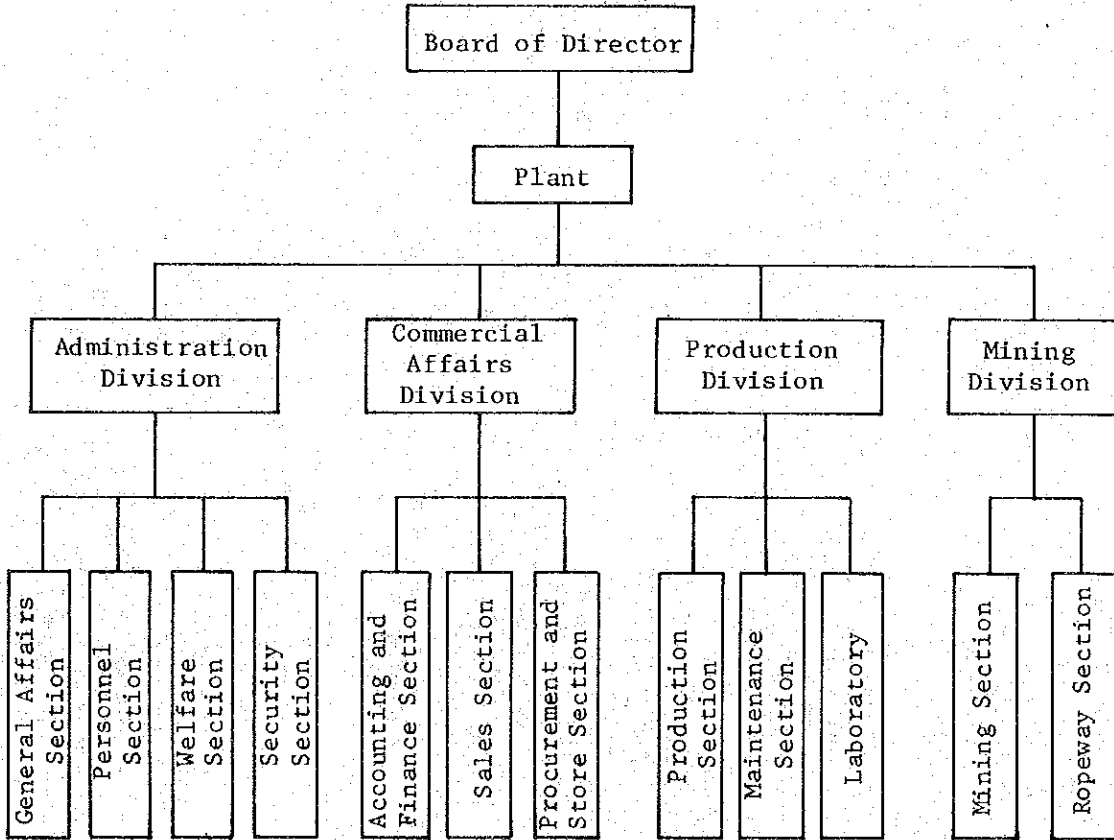 Board of Director
Plant
Administration
Division
Commercial
Affairs
Division
Production
Division
Mining
Division
General Affairs
Section
Personnel
Section
Welfare
Section
Security
Section
Accounting and
Finance Section
Sales Section
Procurement and
Store Section
Production
Section
Maintenance
Section
Laboratory
Mining Section
Ropeway Section